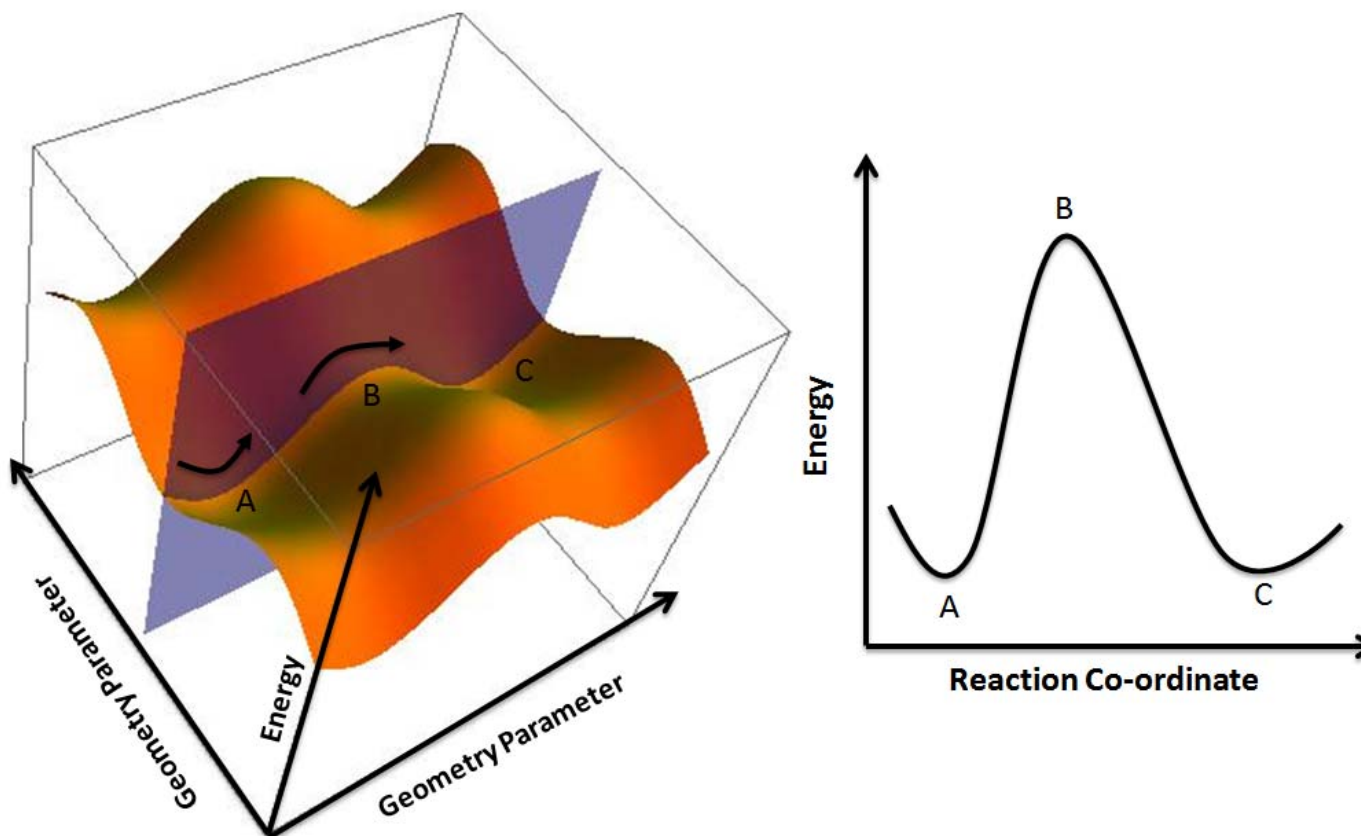 A
B
C
Geometry Parameter
Energy
Geometry Parameter
Energy
B
A
C
Reaction Co-ordinate